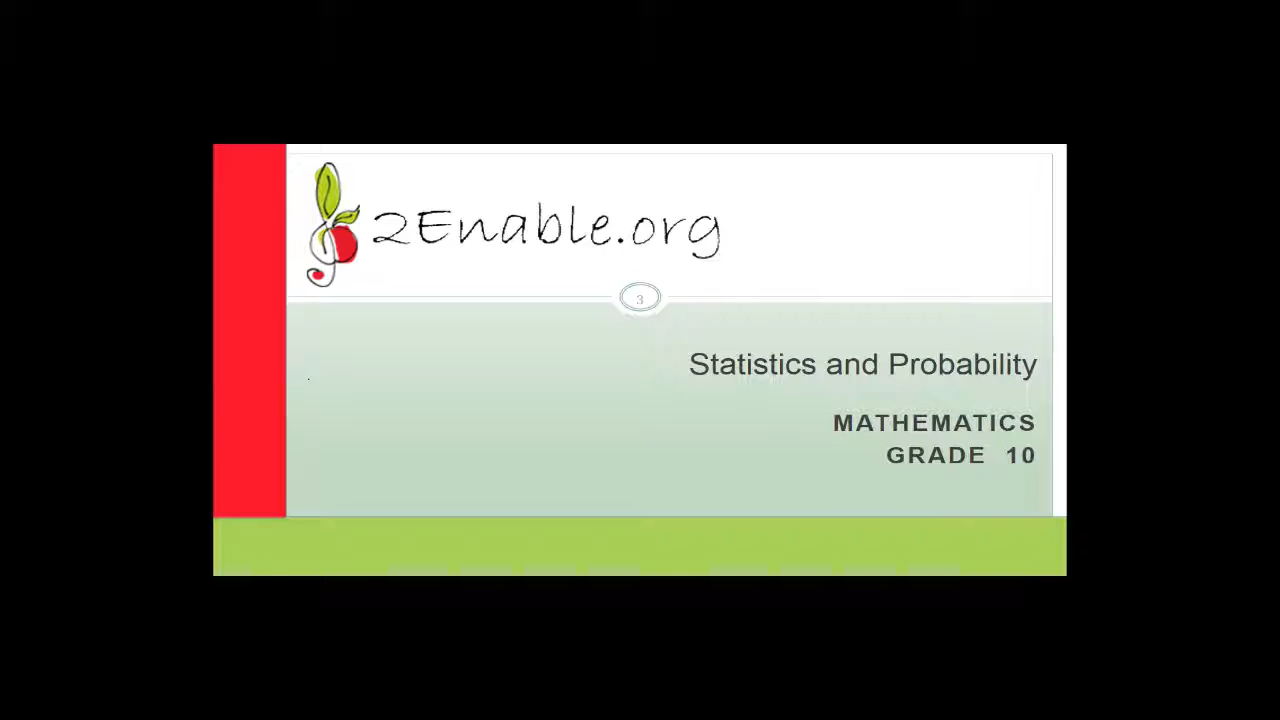 2Enable.org
3
Statistics and Probability
MATHEMATICS
GRADE 10